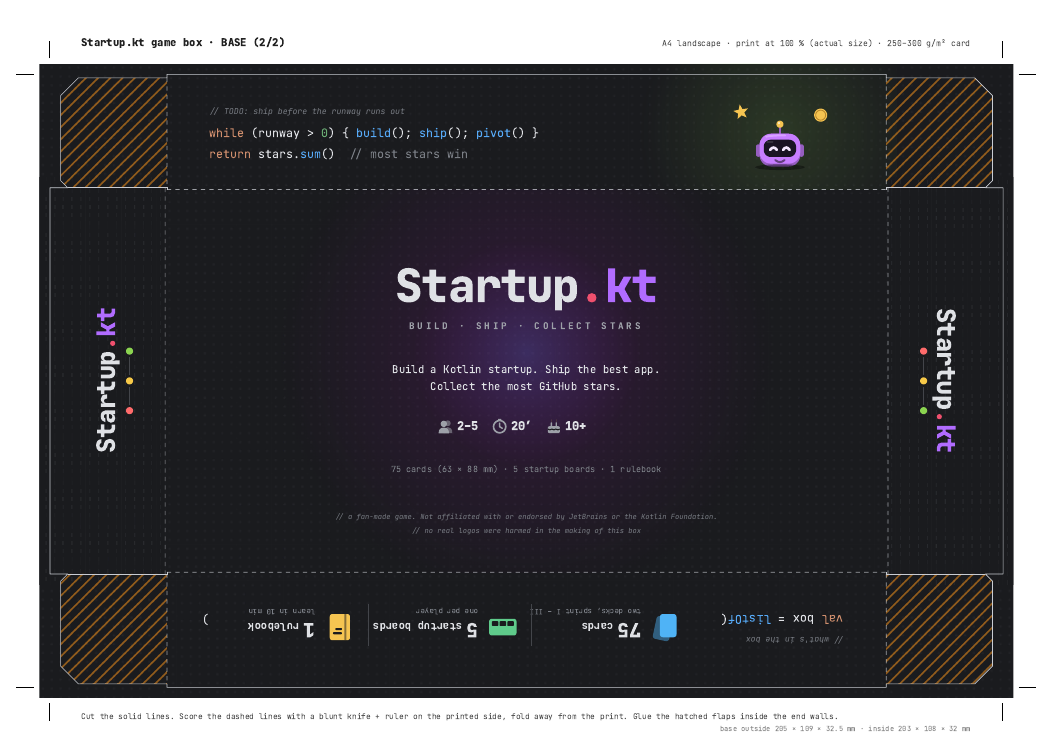 Startup.kt game box · BASE (2/2)
A4 landscape · print at 100 % (actual size) · 250–300 g/m² card
// TODO: ship before the runway runs out
while (runway > 0) { build(); ship(); pivot() }
return stars.sum()  // most stars win
Startup.kt
BUILD · SHIP · COLLECT STARS
Build a Kotlin startup. Ship the best app.
Collect the most GitHub stars.
2–5 20′ 10+
75 cards (63 × 88 mm) · 5 startup boards · 1 rulebook
// a fan-made game. Not affiliated with or endorsed by JetBrains or the Kotlin Foundation.
// no real logos were harmed in the making of this box
Startup.kt
Startup.kt
// what's in the box
val box = listOf(
75 cards
two decks, sprint I – II
5 startup boards
one per player
1 rulebook
learn in 10 min
)
Cut the solid lines. Score the dashed lines with a blunt knife + ruler on the printed side, fold away from the print. Glue the hatched flaps inside the end walls.
base outside 205 × 109 × 32.5 mm · inside 203 × 108 × 32 mm